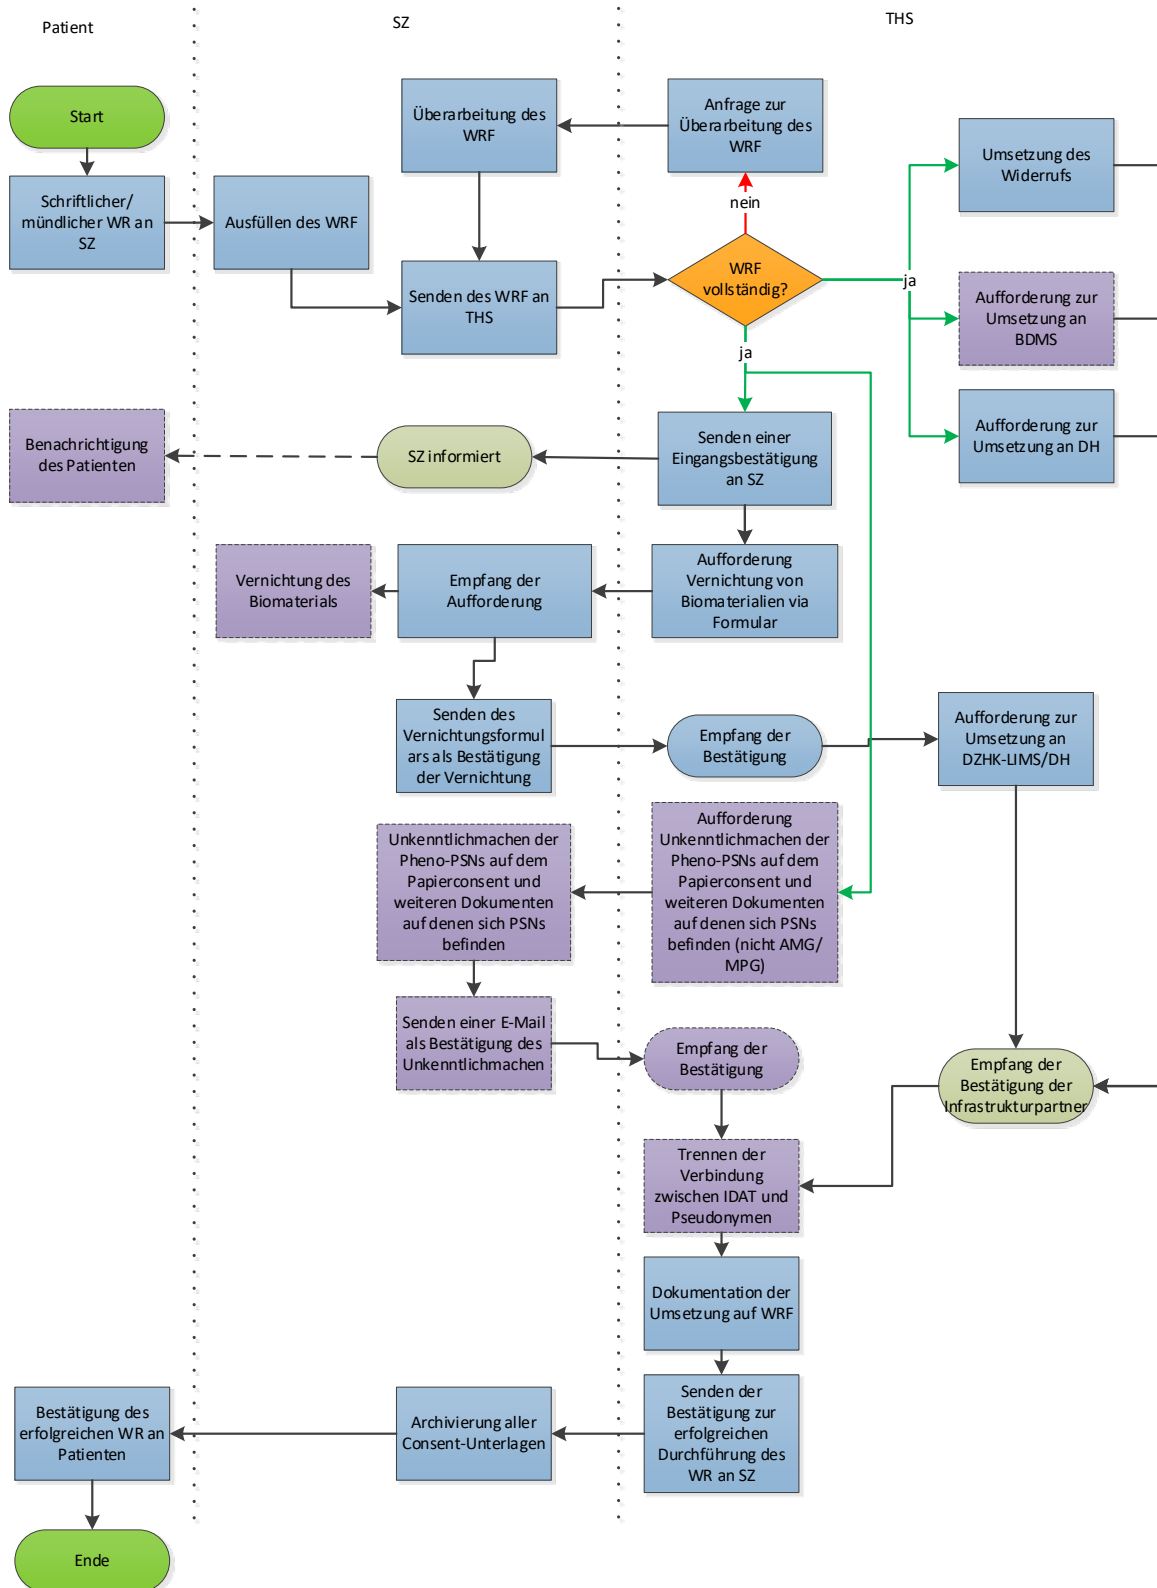 Patient
SZ
THS
Start
Überarbeitung des
WRF
Anfrage zur
Überarbeitung des
WRF
Umsetzung des
Widerrufs
Schriftlicher/
mündlicher WR an
SZ
Ausfüllen des WRF
nein
Senden des WRF an
THS
WRF
vollständig?
ja
Aufforderung zur
Umsetzung an
BDMS
ja
Benachrichtigung
des Patienten
SZ informiert
Senden einer
Eingangsbestätigung
an SZ
Aufforderung zur
Umsetzung an DH
Vernichtung des
Biomaterials
Empfang der
Aufforderung
Aufforderung
Vernichtung von
Biomaterialien via
Formular
Senden des
Vernichtungsformul
ars als Bestätigung
der Vernichtung
Empfang der
Bestätigung
Aufforderung zur
Umsetzung an
DZHK-LIMS/DH
Unkenntlichmachen der
Pheno-PSNs auf dem
Papierconsent und
weiteren Dokumenten
auf denen sich PSNs
befinden
Aufforderung
Unkenntlichmachen der
Pheno-PSNs auf dem
Papierconsent und
weiteren Dokumenten
auf denen sich PSNs
befinden (nicht AMG/
MPG)
Senden einer E-Mail
als Bestätigung des
Unkenntlichmachen
Empfang der
Bestätigung
Empfang der
Bestätigung der
Infrastrukturpartner
Trennen der
Verbindung
zwischen IDAT und
Pseudonymen
Dokumentation der
Umsetzung auf WRF
Bestätigung des
erfolgreichen WR an
Patienten
Archivierung aller
Consent-Unterlagen
Senden der
Bestätigung zur
erfolgreichen
Durchführung des
WR an SZ
Ende